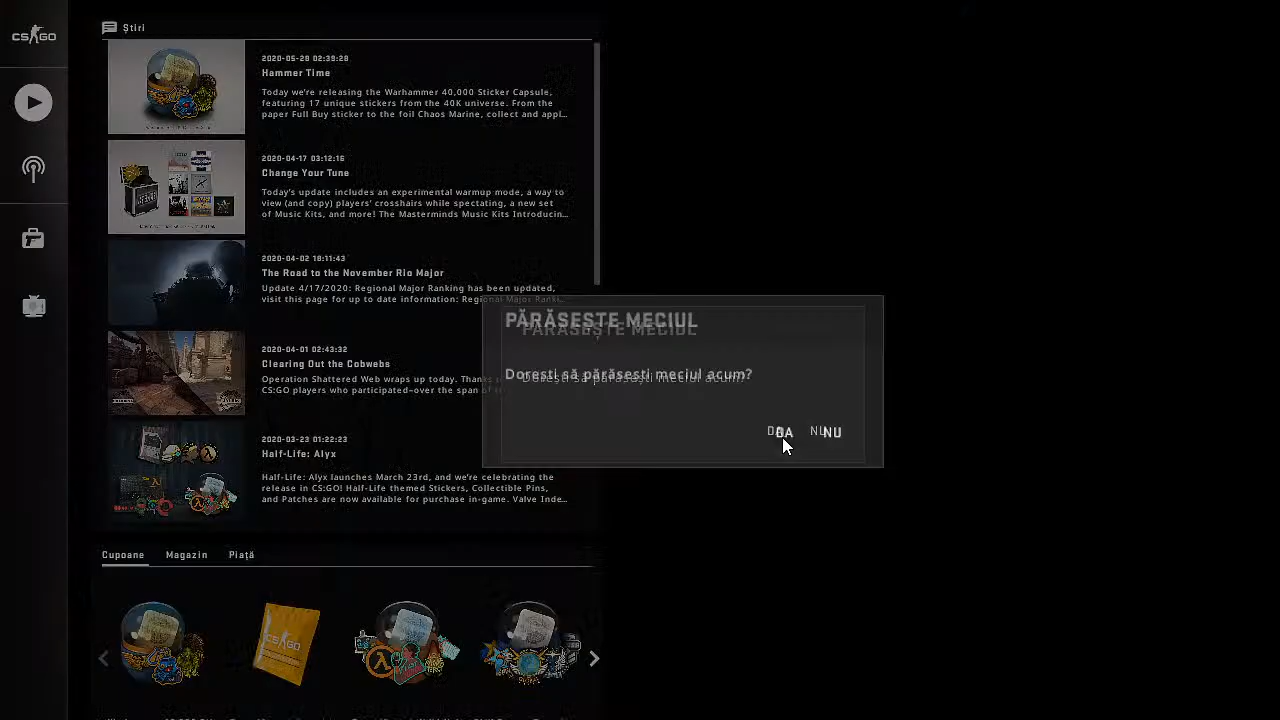 CS GO
Știri
2020-05-29 02:39:28
Hammer Time
Today we're releasing the Warhammer 40,000 Sticker Capsule,
featuring 17 unique stickers from the 40K universe. From the
paper Full Buy sticker to the foil Chaos Marine, collect and appl...
2020-04-17 03:12:16
Change Your Tune
Today's update includes an experimental warmup mode, a way to
view (and copy) players' crosshairs while spectating, a new set
of Music Kits, and more! The Masterminds Music Kits Introducin...
2020-04-02 18:11:43
The Road to the November Rio Major
Update 4/17/2020: Regional Major Ranking has been updated,
visit this page for up to date information: Regional Major Ranki...
2020-04-01 02:43:32
Clearing Out the Cobwebs
Operation Shattered Web wraps up today. Thanks
CS:GO players who participated–over the span of
2020-03-23 01:22:23
Half-Life: Alyx
Half-Life: Alyx launches March 23rd, and we're celebrating the
release in CS:GO! Half-Life themed Stickers, Collectible Pins,
and Patches are now available for purchase in-game. Valve Inde...
PĂRĂSEȘTE MECIUL
Dorești să părăsești meciul acum?
DA NU
Cupoane Magazin Piață
CS GO